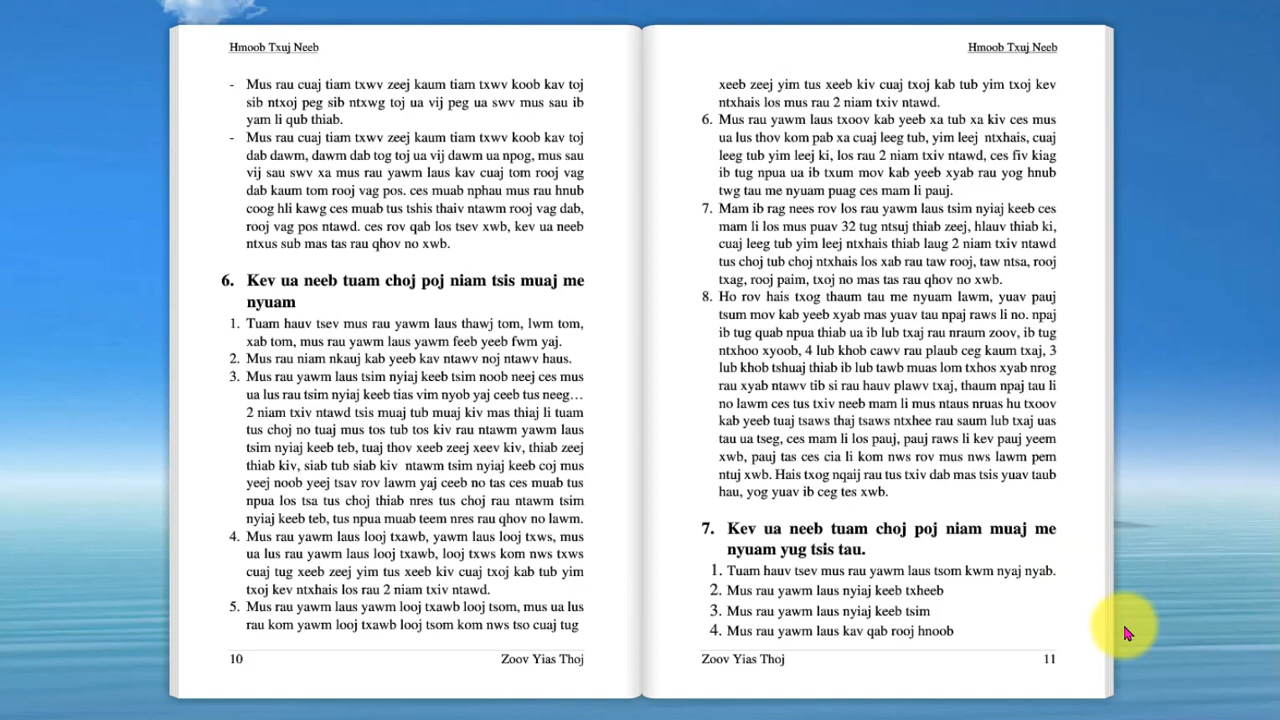 Hmoob Txuj Neeb
- Mus rau cuaj tiam txwv zeej kaum tiam txwv koob kav toj
sib ntxoj peg sib ntxwg toj ua vij peg ua swv mus sau ib
yam li qub thiab.
- Mus rau cuaj tiam txwv zeej kaum tiam txwv koob kav toj
dab dawm, dawm dab tog toj ua vij dawm ua npog, mus sau
vij sau swv xa mus rau yawm laus kav cuaj tom rooj vag
dab kaum tom rooj vag pos. ces muab nphau mus rau hnub
coog hli kawg ces muab tus tshis thaiv ntawm rooj vag dab,
rooj vag pos ntawd. ces rov qab los tsev xwb, kev ua neeb
ntxus sub mas tas rau qhov no xwb.
6. Kev ua neeb tuam choj poj niam tsis muaj me
nyuam
1. Tuam hauv tsev mus rau yawm laus thawj tom, lwm tom,
xab tom, mus rau yawm laus yawm feeb yeeb fwm yaj.
2. Mus rau niam nkauj kab yeeb kav ntawv noj ntawv haus.
3. Mus rau yawm laus tsim nyiaj keeb tsim noob neej ces mus
ua lus rau tsim nyiaj keeb tias vim nyob yaj ceeb tus neeg…
2 niam txiv ntawd tsis muaj tub muaj kiv mas thiaj li tuam
tus choj no tuaj mus tos tub tos kiv rau ntawm yawm laus
tsim nyiaj keeb teb, tuaj thov xeeb zeej xeev kiv, thiab zeej
thiab kiv, siab tub siab kiv ntawm tsim nyiaj keeb coj mus
yeej noob yeej tsav rov lawm yaj ceeb no tas ces muab tus
npua los tsa tus choj thiab nres tus choj rau ntawm tsim
nyiaj keeb teb, tus npua muab teem nres rau qhov no lawm.
4. Mus rau yawm laus looj txawb, yawm laus looj txws, mus
ua lus rau yawm laus looj txawb, looj txws kom nws txws
cuaj tug xeeb zeej yim tus xeeb kiv cuaj txoj kab tub yim
txoj kev ntxhais los rau 2 niam txiv ntawd.
5. Mus rau yawm laus yawm looj txawb looj tsom, mus ua lus
rau kom yawm looj txawb looj tsom kom nws tso cuaj tug
10 Zoov Yias Thoj
Hmoob Txuj Neeb
xeeb zeej yim tus xeeb kiv cuaj txoj kab tub yim txoj kev
ntxhais los mus rau 2 niam txiv ntawd.
6. Mus rau yawm laus txoov kab yeeb xa tub xa kiv ces mus
ua lus thov kom pab xa cuaj leeg tub, yim leej ntxhais, cuaj
leeg tub yim leej ki, los rau 2 niam txiv ntawd, ces fiv kiag
ib tug npua ua ib txum mov kab yeeb xyab rau yog hnub
twg tau me nyuam puag ces mam li pauj.
7. Mam ib rag nees rov los rau yawm laus tsim nyiaj keeb ces
mam li los mus puav 32 tug ntsuj thiab zeej, hlauv thiab ki,
cuaj leeg tub yim leej ntxhais thiab laug 2 niam txiv ntawd
tus choj tub choj ntxhais los xab rau taw rooj, taw ntsa, rooj
txag, rooj paim, txoj no mas tas rau qhov no xwb.
8. Ho rov hais txog thaum tau me nyuam lawm, yuav pauj
tsum mov kab yeeb xyab mas yuav tau npaj raws li no. npaj
ib tug quab npua thiab ua ib lub txaj rau nraum zoov, ib tug
ntxhoo xyoob, 4 lub khob cawv rau plaub ceg kaum txaj, 3
lub khob tshuaj thiab ib lub tawb muas lom txhos xyab nrog
rau xyab ntawv tib si rau hauv plawv txaj, thaum npaj tau li
no lawm ces tus txiv neeb mam li mus ntaus nruas hu txoov
kab yeeb tuaj tsaws thaj tsaws ntxhee rau saum lub txaj uas
tau ua tseg, ces mam li los pauj, pauj raws li kev pauj yeem
xwb, pauj tas ces cia li kom nws rov mus nws lawm pem
ntuj xwb. Hais txog nqaij rau tus txiv dab mas tsis yuav taub
hau, yog yuav ib ceg tes xwb.
7. Kev ua neeb tuam choj poj niam muaj me
nyuam yug tsis tau.
1. Tuam hauv tsev mus rau yawm laus tsom kwm nyaj nyab.
2. Mus rau yawm laus nyiaj keeb txheeb
3. Mus rau yawm laus nyiaj keeb tsim
4. Mus rau yawm laus kav qab rooj hnoob
Zoov Yias Thoj 11